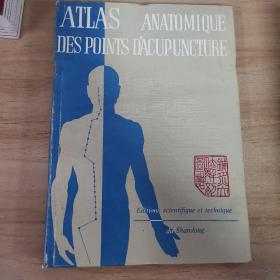 ATLAS ANATOMIQUE
DES POINTS D'ACUPUNCTURE
Editions scientifique et technique
du Shandong